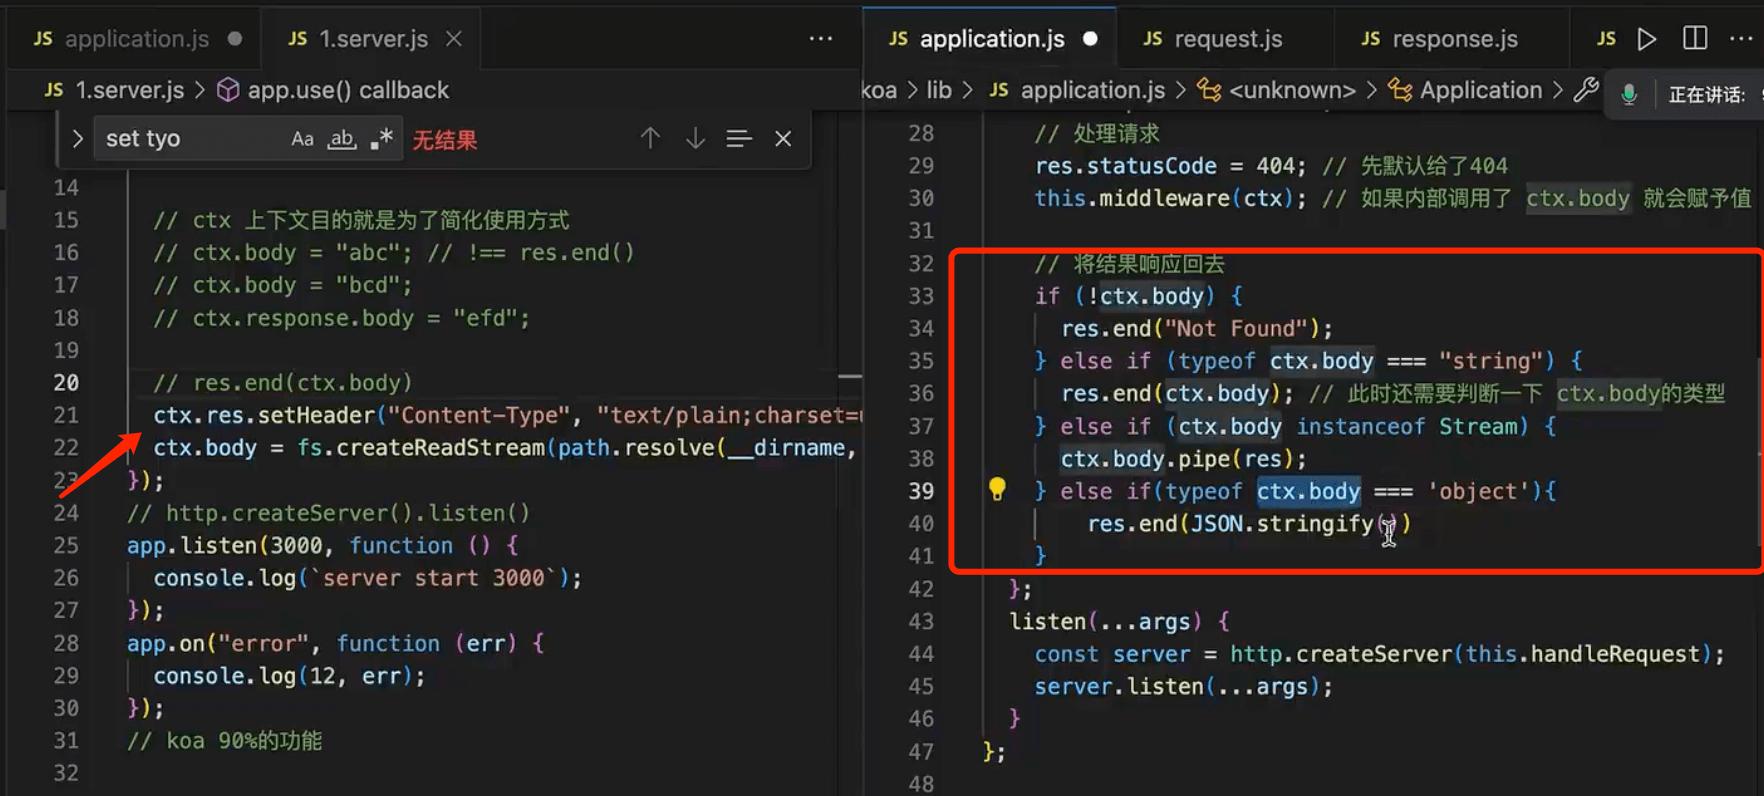 JS application.js
JS 1.server.js
JS 1.server.js > app.use() callback
set tyo
Aa ab .* 无结果
14
15 // ctx 上下文目的就是为了简化使用方式
16 // ctx.body = "abc"; // !== res.end()
17 // ctx.body = "bcd";
18 // ctx.response.body = "efd";
19
20 // res.end(ctx.body)
21 ctx.res.setHeader("Content-Type", "text/plain;charset=
22 ctx.body = fs.createReadStream(path.resolve(__dirname,
23 });
24 // http.createServer().listen()
25 app.listen(3000, function () {
26 console.log(`server start 3000`);
27 });
28 app.on("error", function (err) {
29 console.log(12, err);
30 });
31 // koa 90%的功能
32
JS application.js
JS request.js
JS response.js
JS
koa > lib > JS application.js > <unknown> > Application >
正在讲话:
28 // 处理请求
29 res.statusCode = 404; // 先默认给了404
30 this.middleware(ctx); // 如果内部调用了 ctx.body 就会赋予值
31
32 // 将结果响应回去
33 if (!ctx.body) {
34 res.end("Not Found");
35 } else if (typeof ctx.body === "string") {
36 res.end(ctx.body); // 此时还需要判断一下 ctx.body的类型
37 } else if (ctx.body instanceof Stream) {
38 ctx.body.pipe(res);
39 } else if(typeof ctx.body === 'object'){
40 res.end(JSON.stringify())
41 }
42 };
43 listen(...args) {
44 const server = http.createServer(this.handleRequest);
45 server.listen(...args);
46 }
47 };
48